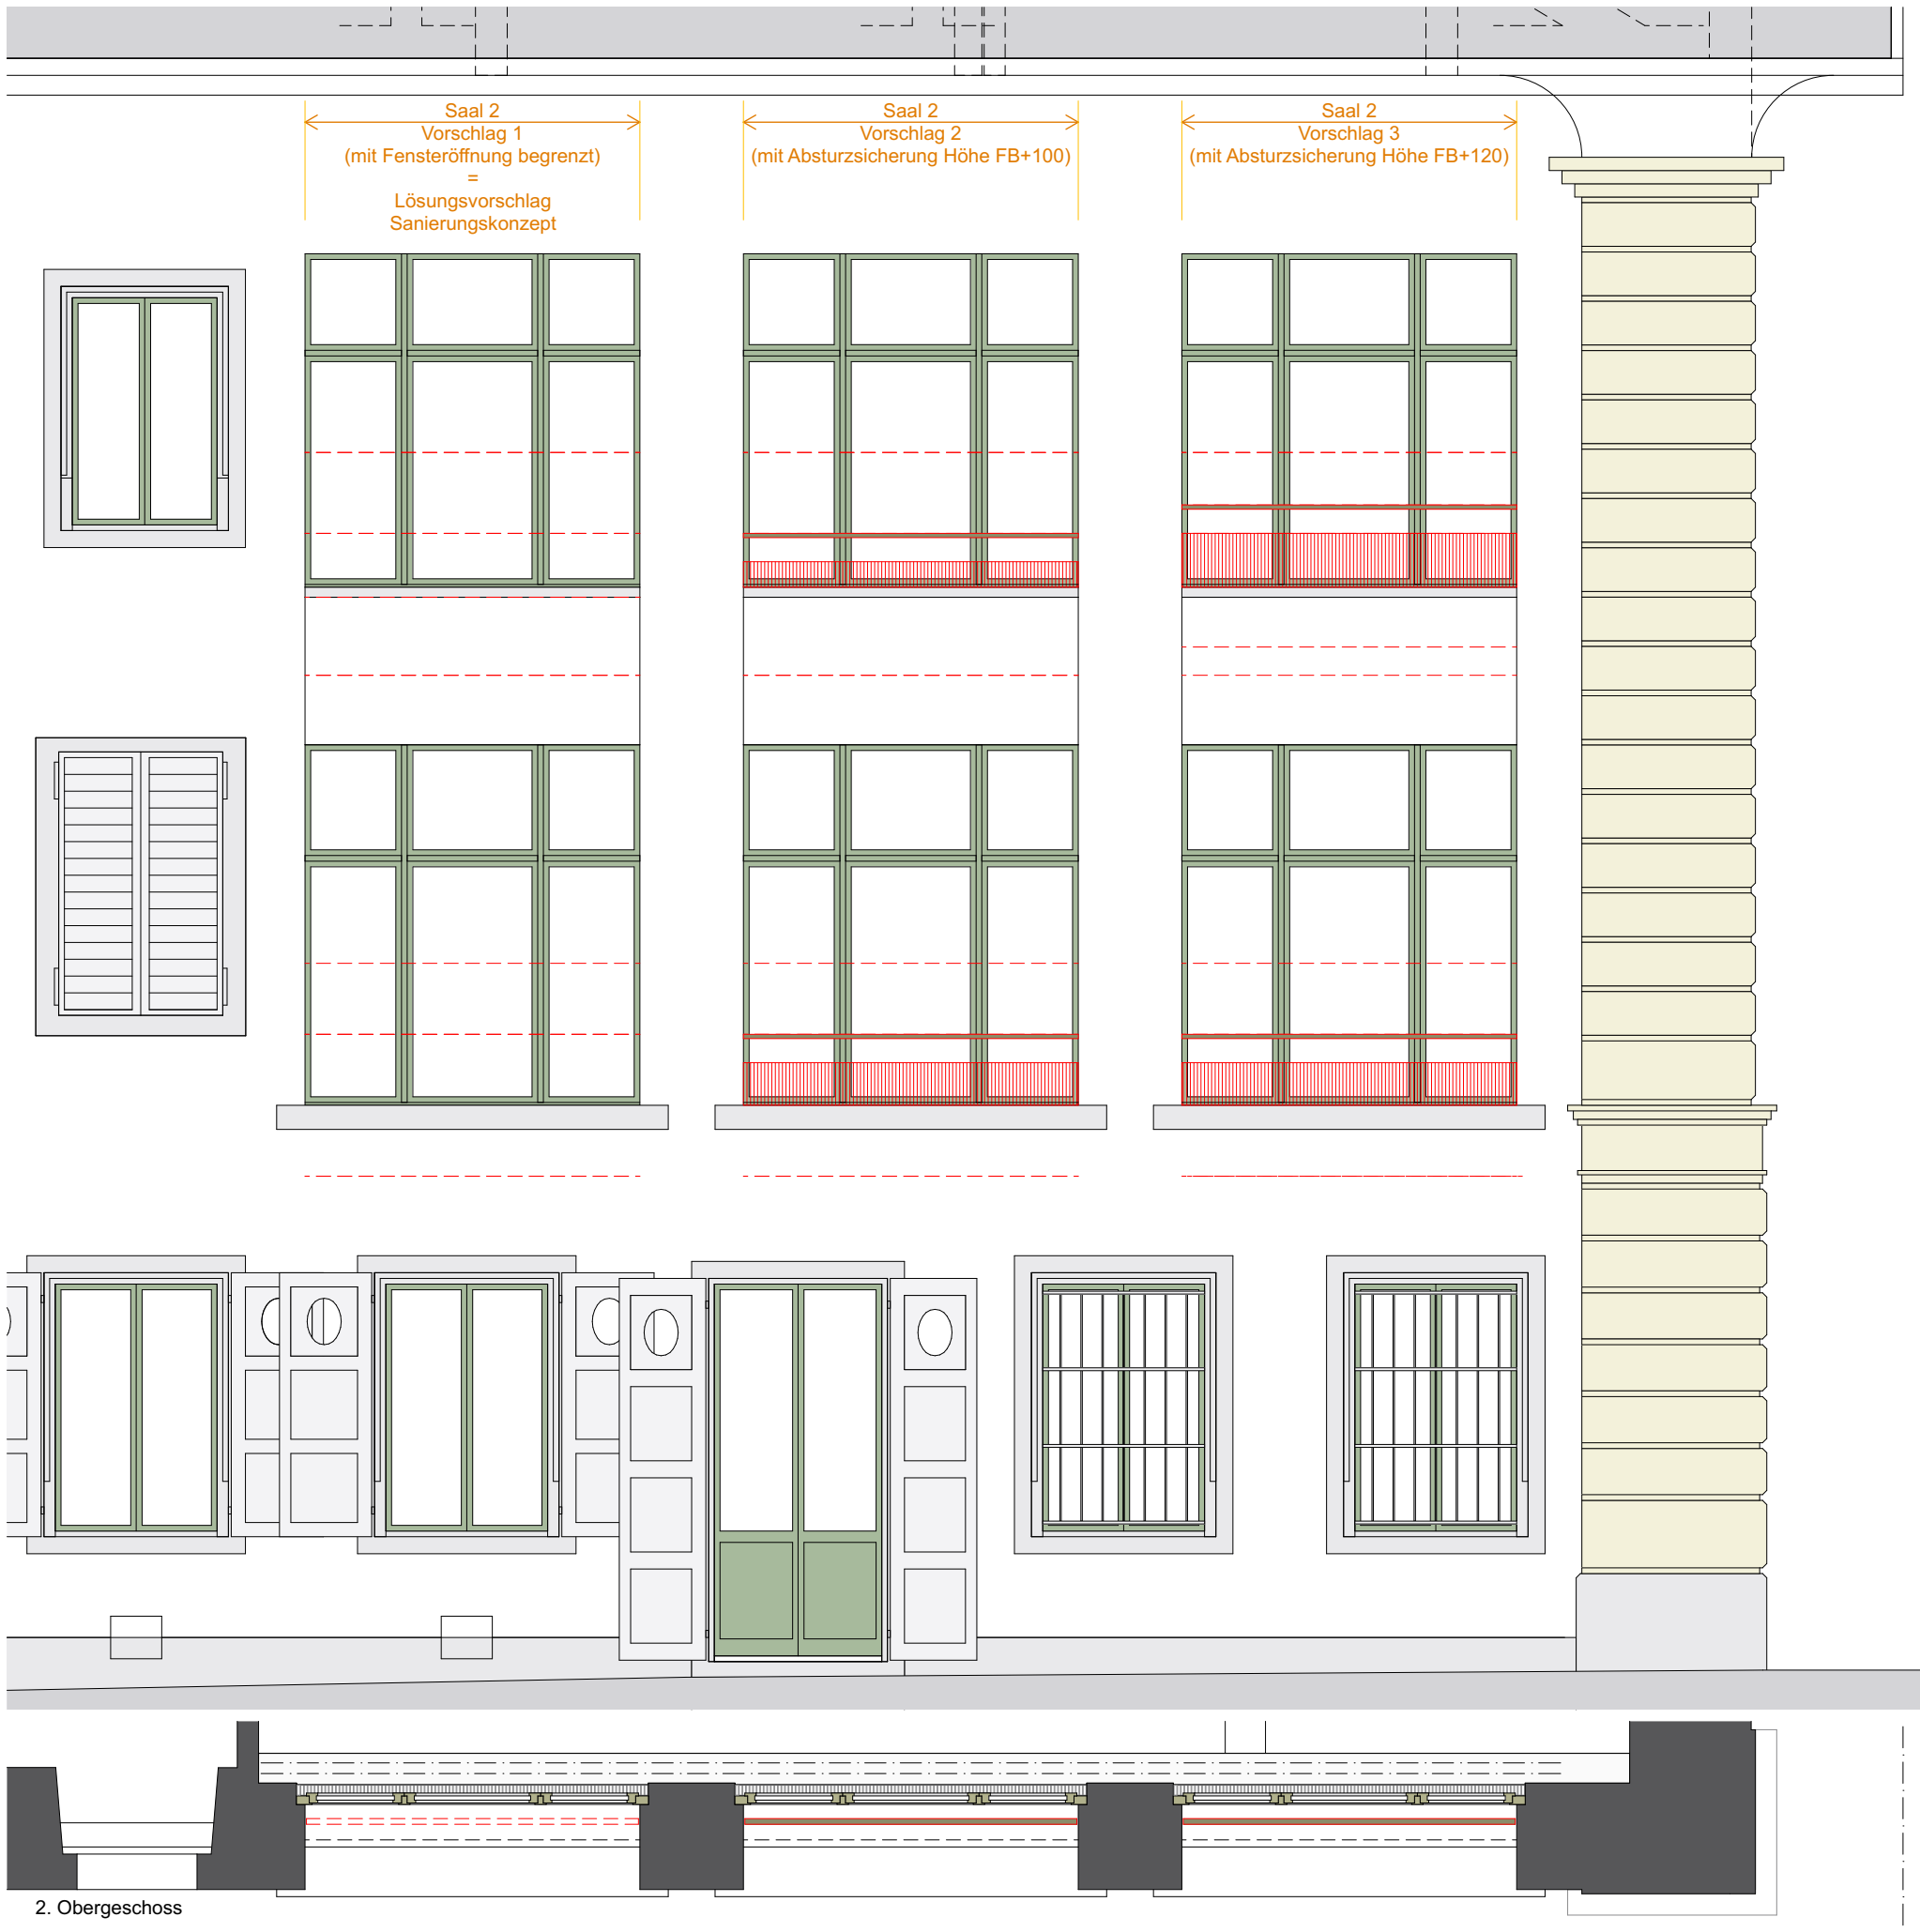 Saal 2
Vorschlag 1
(mit Fensteröffnung begrenzt)
=
Lösungsvorschlag
Sanierungskonzept
Saal 2
Vorschlag 2
(mit Absturzsicherung Höhe FB+100)
Saal 2
Vorschlag 3
(mit Absturzsicherung Höhe FB+120)
2. Obergeschoss